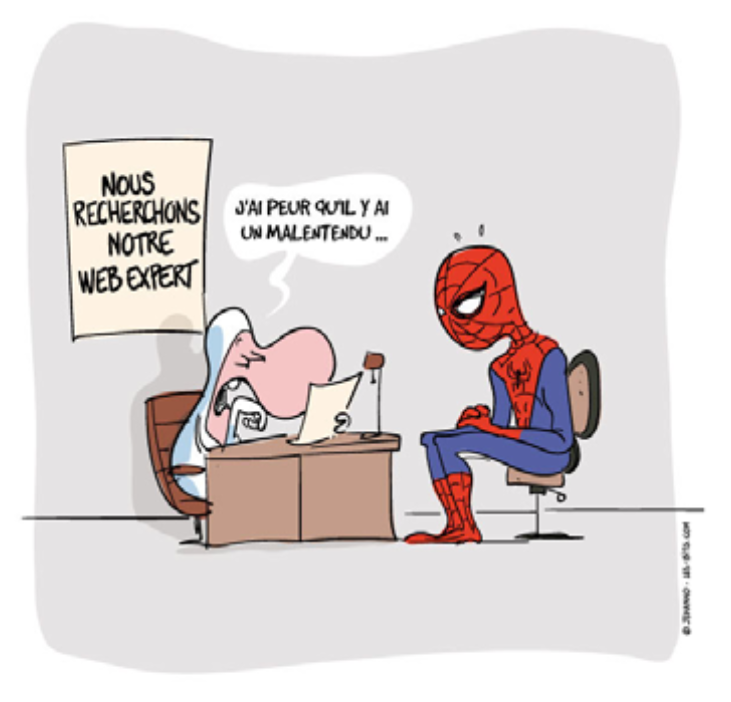 NOUS
RECHERCHONS
NOTRE
WEB EXPERT
J'AI PEUR QU'IL Y AI
UN MALENTENDU ...